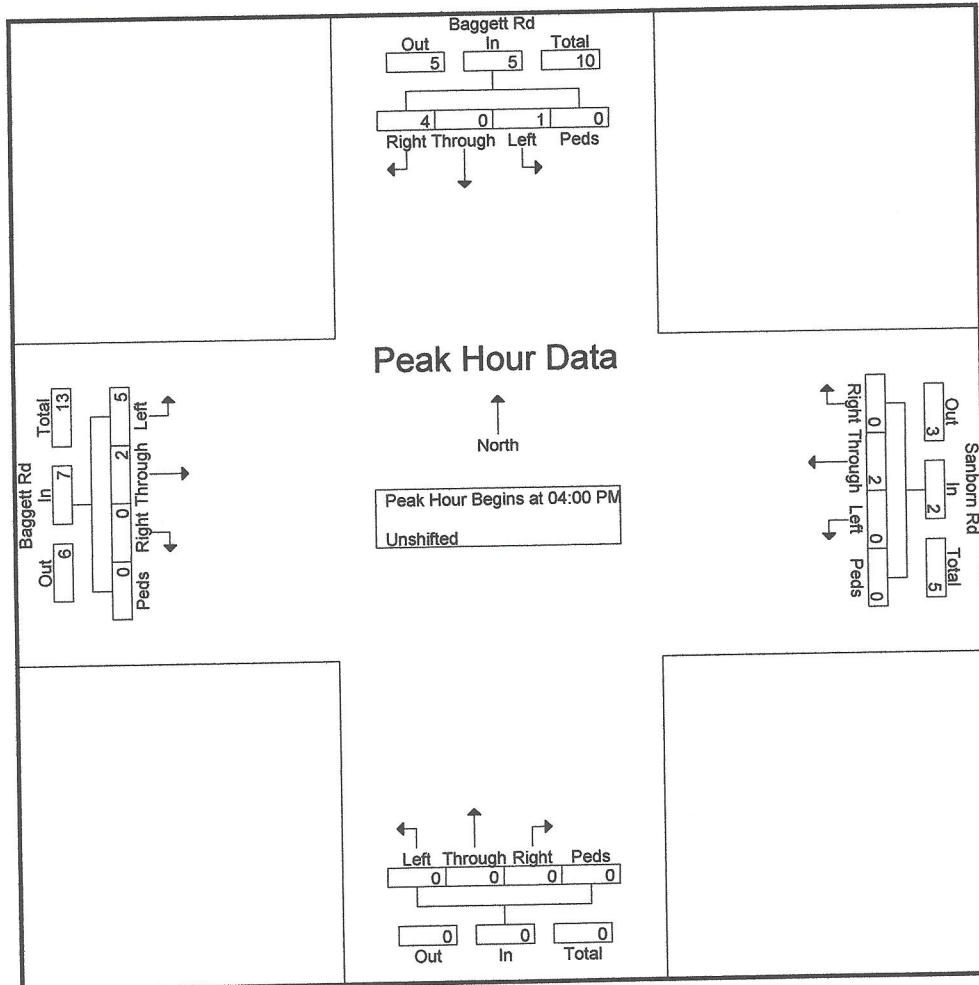 Baggett Rd
Out In Total
5 5 10
4 0 1 0
Right Through Left Peds
Peak Hour Data
North
Peak Hour Begins at 04:00 PM
Unshifted
Baggett Rd
Out In Total
6 7 13
5 2 0 0
Left Through Right Peds
Sanborn Rd
Out In Total
3 2 5
0 2 0 0
Right Through Left Peds
Left Through Right Peds
0 0 0 0
0 0 0
Out In Total